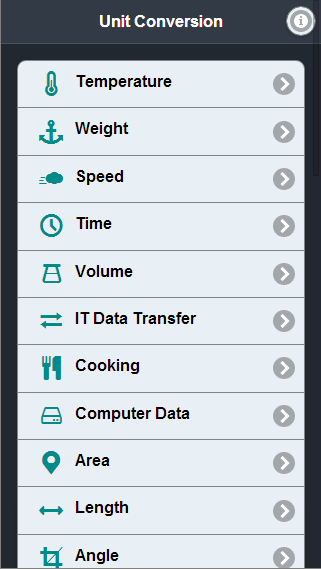 Unit Conversion
Temperature
Weight
Speed
Time
Volume
IT Data Transfer
Cooking
Computer Data
Area
Length
Angle